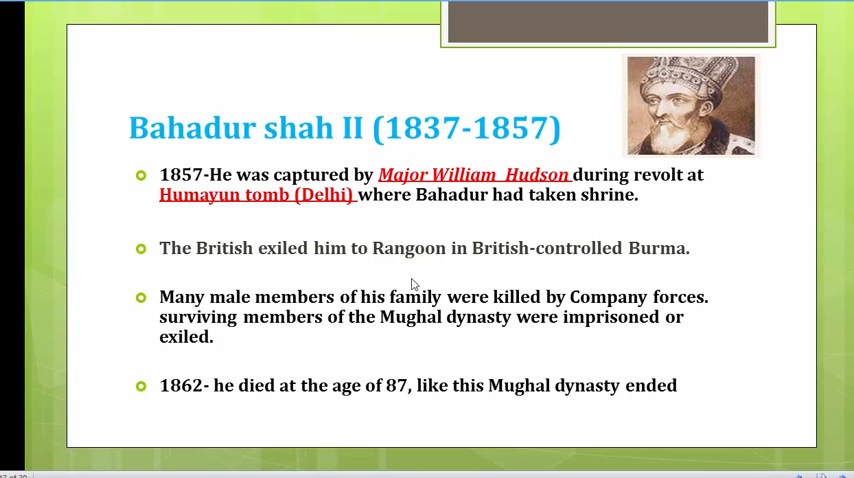 Bahadur shah II (1837-1857)
1857-He was captured by Major William Hudson during revolt at
Humayun tomb (Delhi) where Bahadur had taken shrine.
The British exiled him to Rangoon in British-controlled Burma.
Many male members of his family were killed by Company forces.
surviving members of the Mughal dynasty were imprisoned or
exiled.
1862- he died at the age of 87, like this Mughal dynasty ended